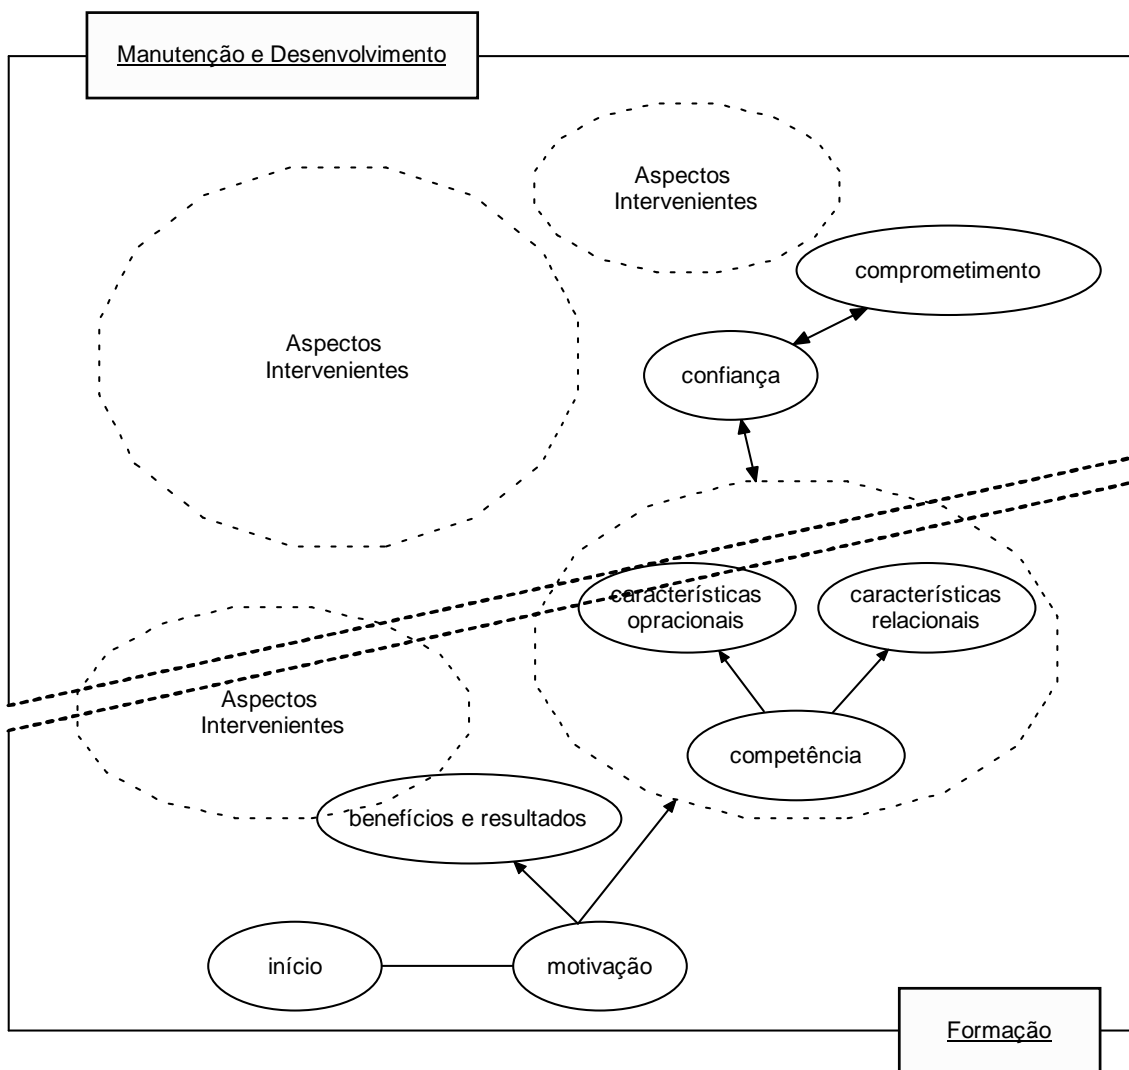 Manutenção e Desenvolvimento
Aspectos
Intervenientes
comprometimento
Aspectos
Intervenientes
confiança
características
opracionais
características
relacionais
Aspectos
Intervenientes
competência
benefícios e resultados
início
motivação
Formação